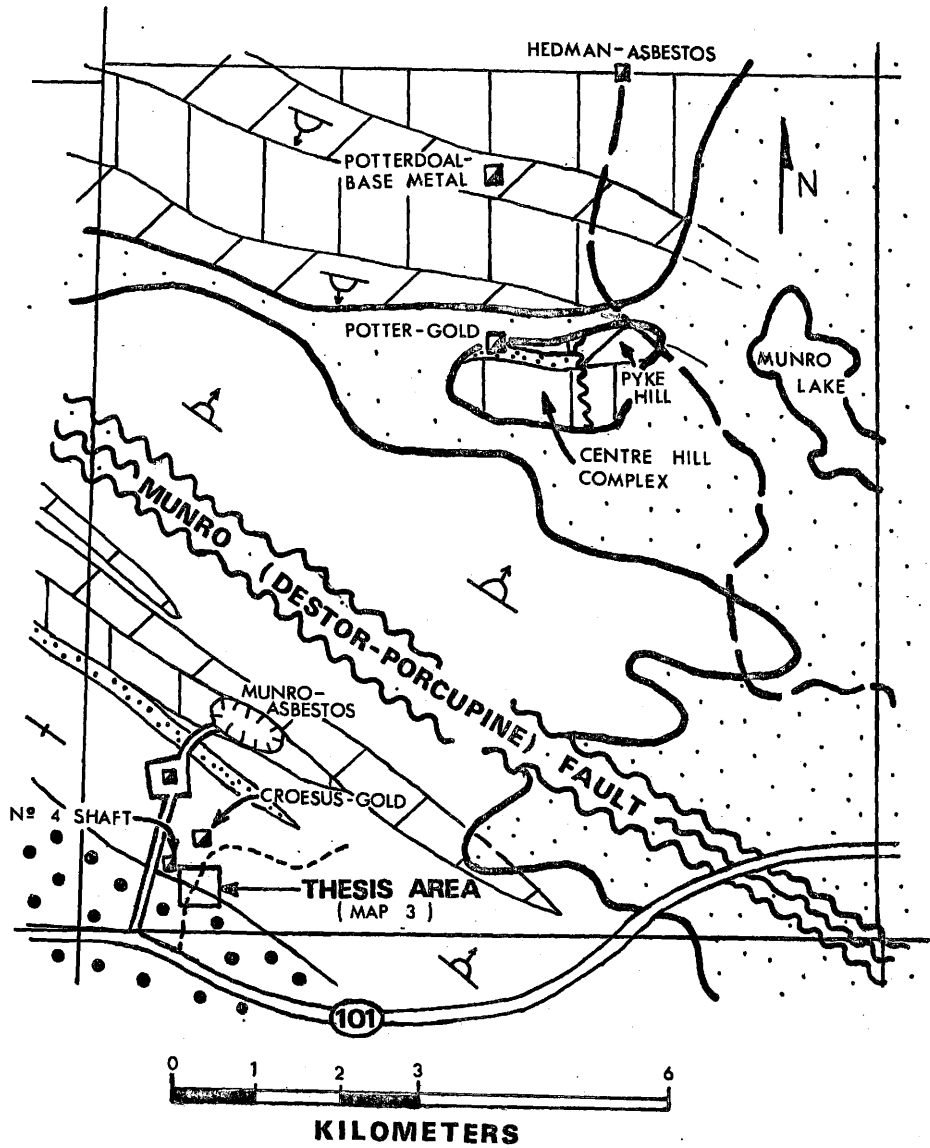 HEDMAN-ASBESTOS
POTTERDOAL-
BASE METAL
N
POTTER-GOLD
MUNRO
LAKE
PYKE
HILL
CENTRE HILL
COMPLEX
MUNRO (DESTOR-PORCUPINE) FAULT
MUNRO-
ASBESTOS
CROESUS-GOLD
Nº 4 SHAFT
THESIS AREA
( MAP 3 )
101
0 1 2 3 6
KILOMETERS